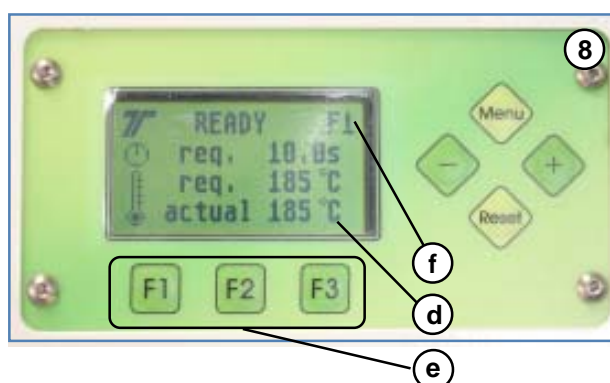 8
READY F1
req. 10.0s
req. 185 °C
actual 185 °C
Menu
- +
Reset
F1 F2 F3
f
d
e